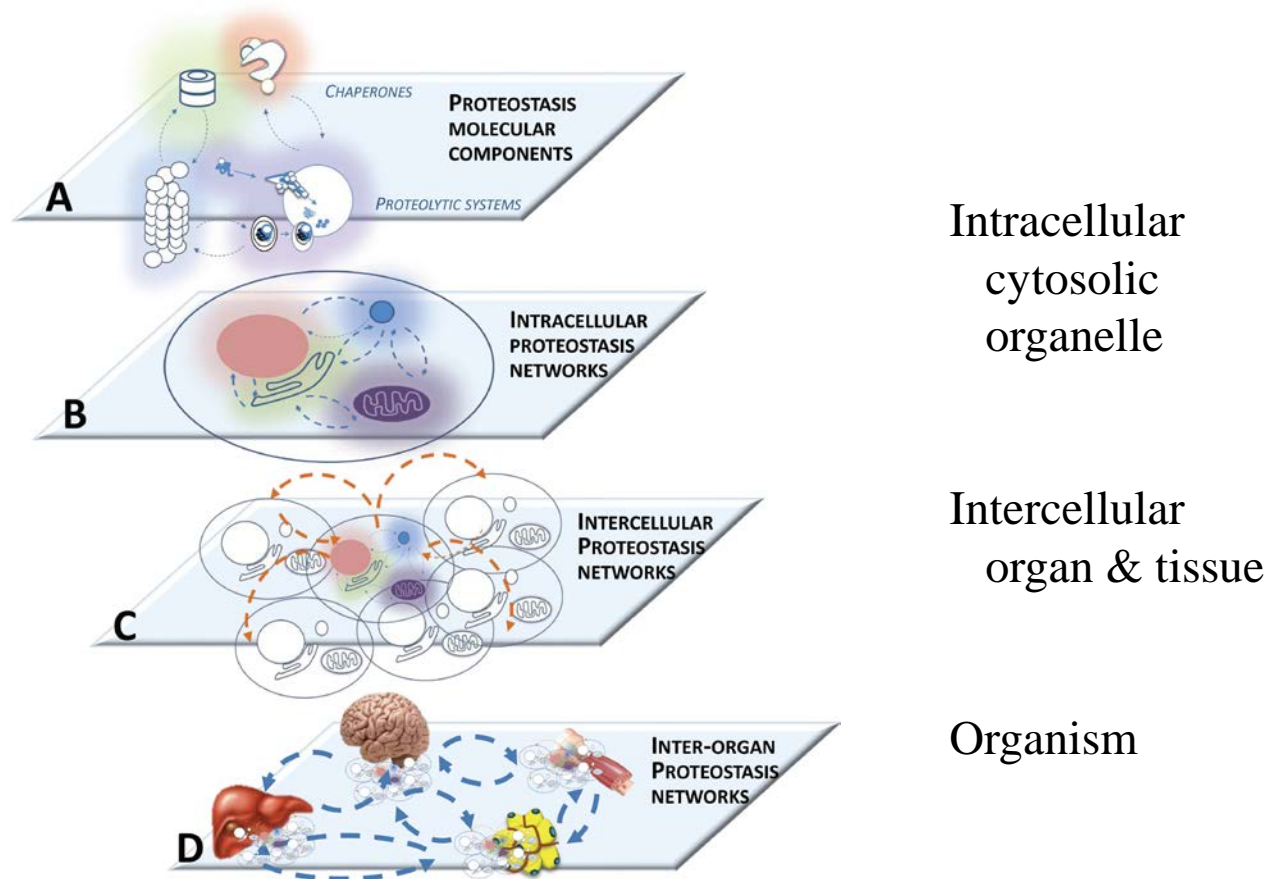 CHAPERONES
PROTEOSTASIS
MOLECULAR
COMPONENTS
A
PROTEOLYTIC SYSTEMS
Intracellular
cytosolic
organelle
INTRACELLULAR
PROTEOSTASIS
NETWORKS
B
Intercellular
organ & tissue
INTERCELLULAR
PROTEOSTASIS
NETWORKS
C
Organism
INTER-ORGAN
PROTEOSTASIS
NETWORKS
D